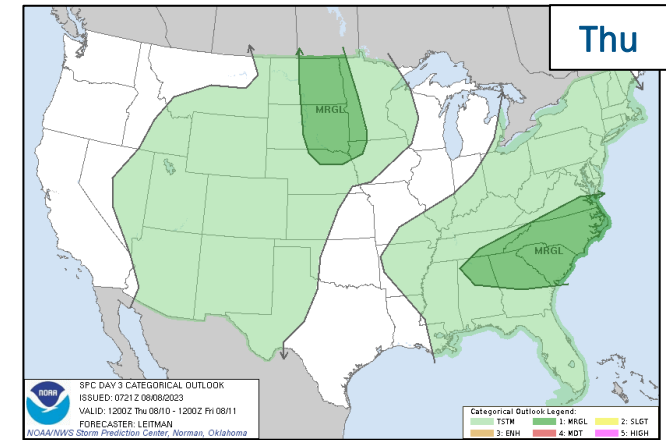 Thu
MRGL
MRGL
NOAA
SPC DAY 3 CATEGORICAL OUTLOOK
ISSUED: 0721Z 08/08/2023
VALID: 1200Z Thu 08/10 - 1200Z Fri 08/11
FORECASTER: LEITMAN
NOAA/NWS Storm Prediction Center, Norman, Oklahoma
Categorical Outlook Legend:
TSTM 1: MRGL 2: SLGT
3: ENH 4: MDT 5: HIGH